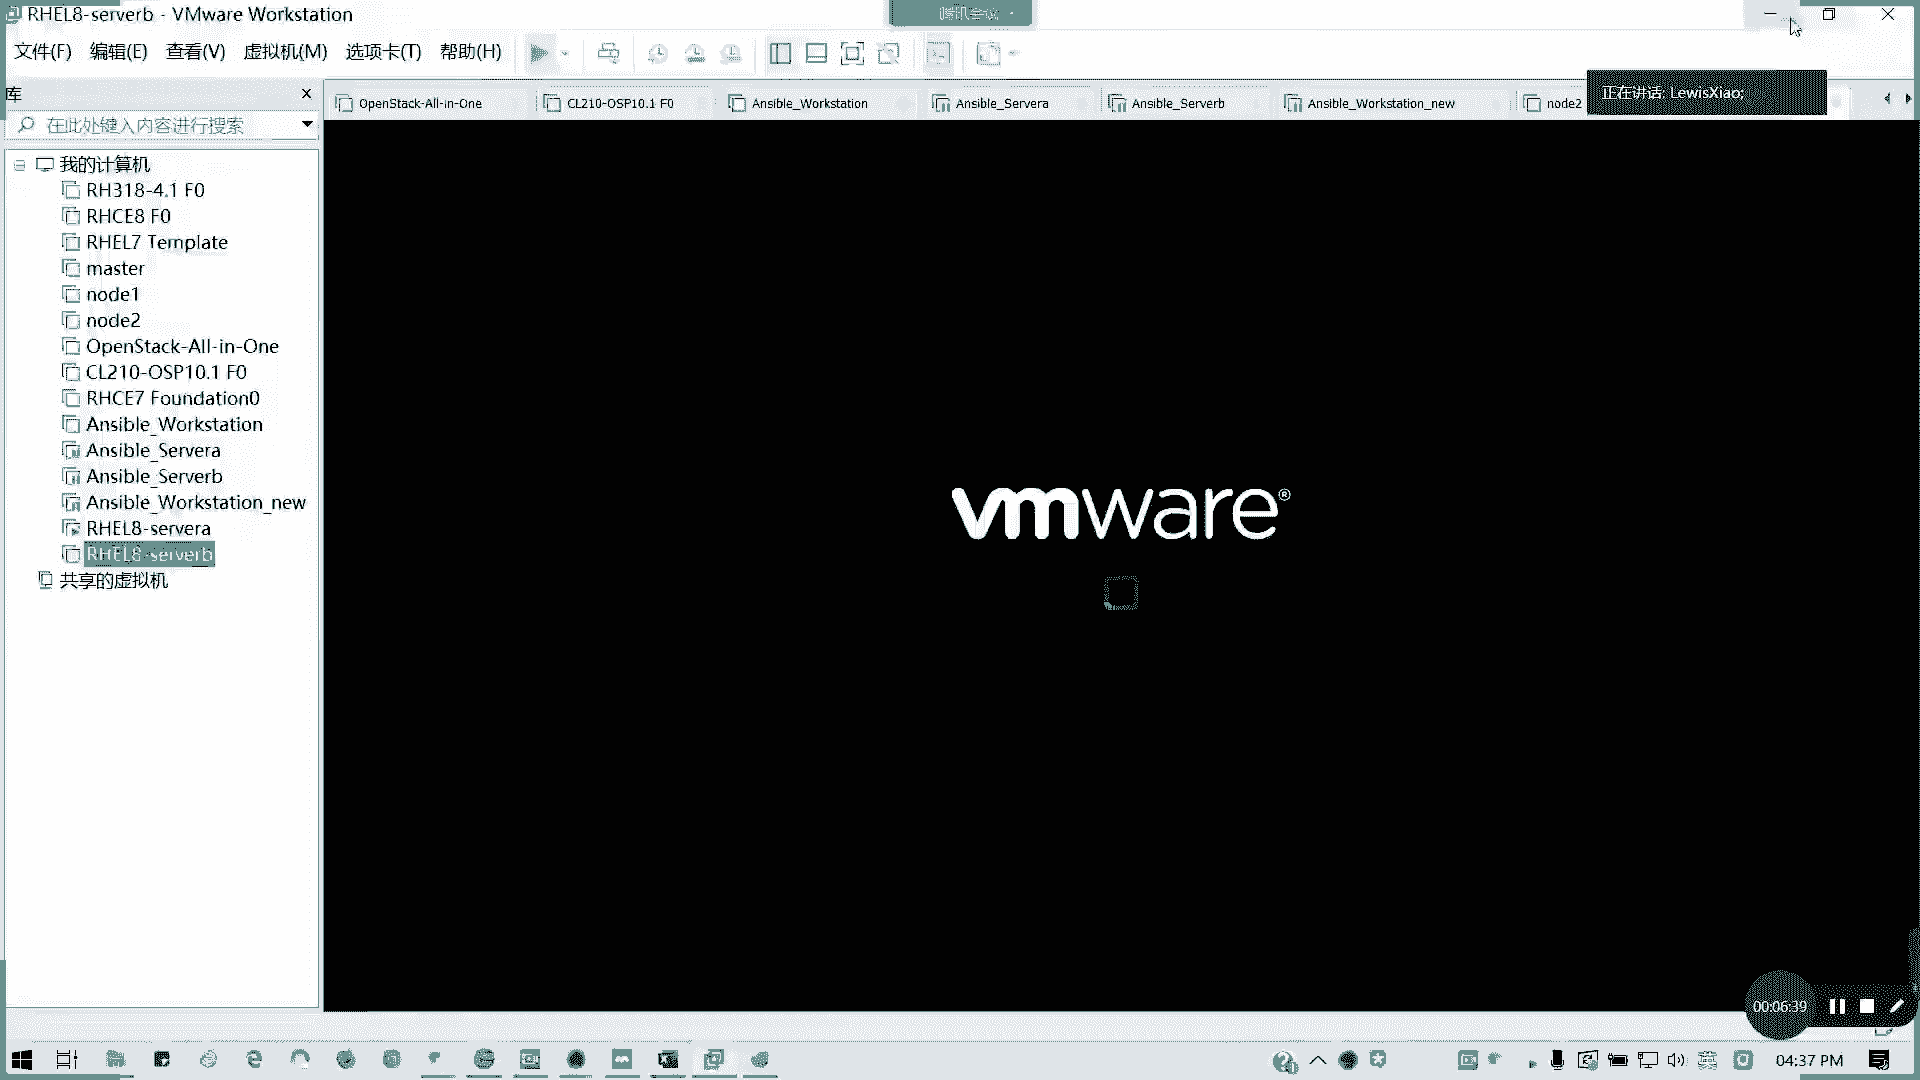 RHEL8-serverb - VMware Workstation
腾讯会议
文件(F) 编辑(E) 查看(V) 虚拟机(M) 选项卡(T) 帮助(H)
正在讲话: LewisXiao;
库
OpenStack-All-in-One CL210-OSP10.1 F0 Ansible_Workstation Ansible_Servera Ansible_Serverb Ansible_Workstation_new node2
在此处键入内容进行搜索
我的计算机
RH318-4.1 F0
RHCE8 F0
RHEL7 Template
master
node1
node2
OpenStack-All-in-One
CL210-OSP10.1 F0
RHCE7 Foundation0
Ansible_Workstation
Ansible_Servera
Ansible_Serverb
Ansible_Workstation_new
RHEL8-servera
RHEL8-serverb
共享的虚拟机
vmware®
00:06:39
英
04:37 PM